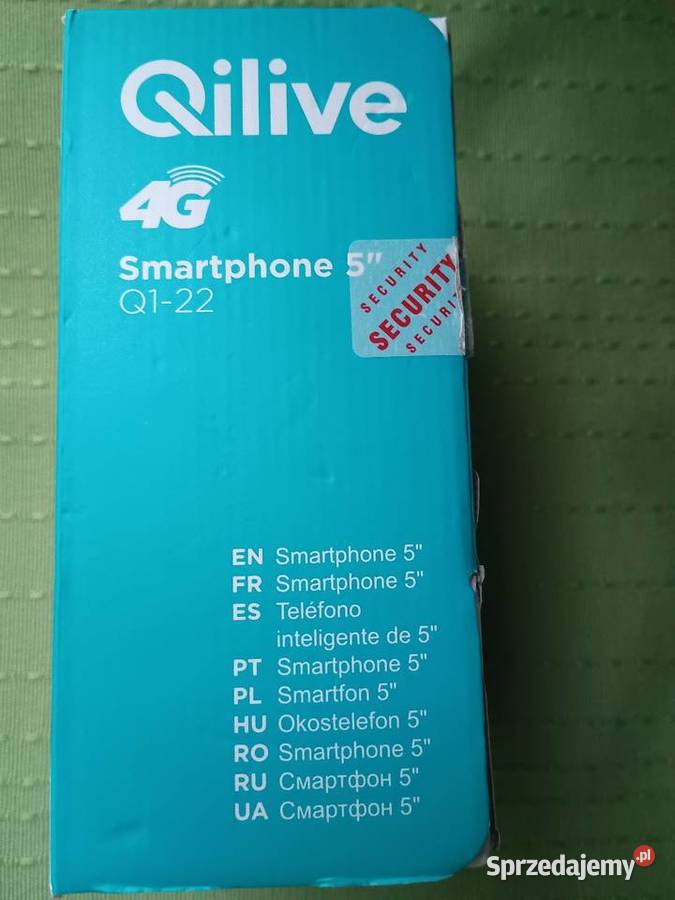 Qilive
4G
Smartphone 5"
Q1-22
SECURITY
SECURITY
EN Smartphone 5"
FR Smartphone 5"
ES Teléfono
inteligente de 5"
PT Smartphone 5"
PL Smartfon 5"
HU Okostelefon 5"
RO Smartphone 5"
RU Смартфон 5"
UA Смартфон 5"
Sprzedajemy.pl